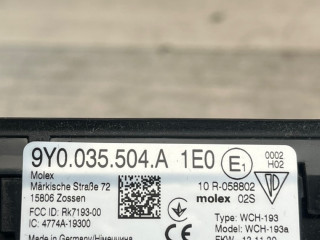 9Y0.035.504.A 1E0 E1 0002 H02
Molex
Märkische Straße 72
15806 Zossen
10 R-058802
molex 02S
FCC ID: RK7193-00
IC: 4774A-19300
Type: WCH-193
Model: WCH-193a
Made in Germany/Німеччина